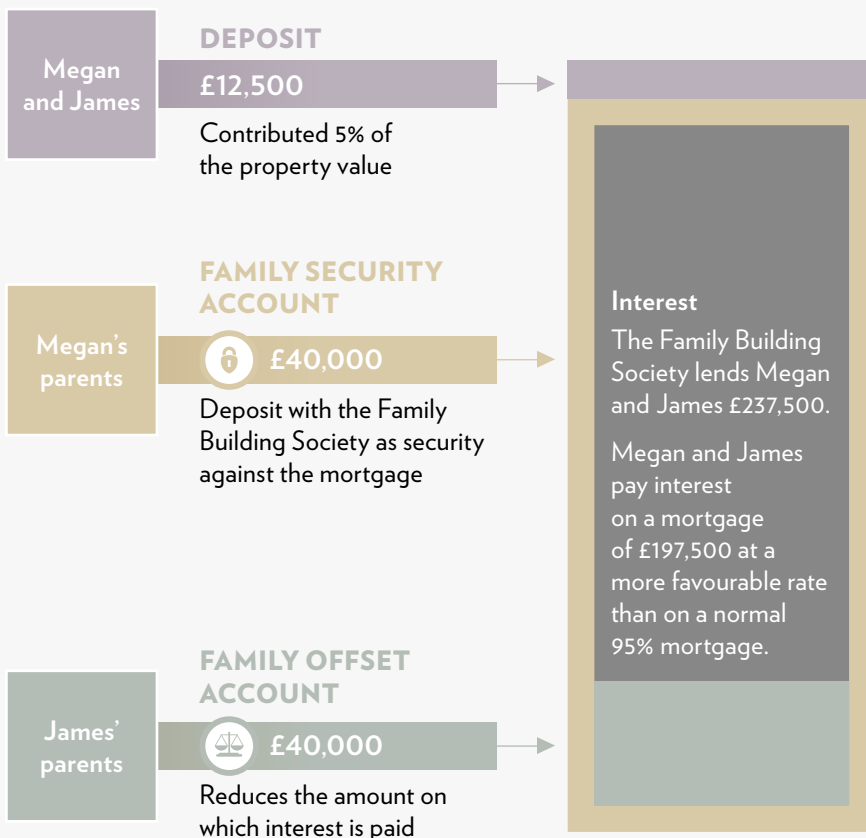 Megan
and James
DEPOSIT
£12,500
Contributed 5% of
the property value
Megan's
parents
FAMILY SECURITY
ACCOUNT
£40,000
Deposit with the Family
Building Society as security
against the mortgage
James'
parents
FAMILY OFFSET
ACCOUNT
£40,000
Reduces the amount on
which interest is paid
Interest
The Family Building
Society lends Megan
and James £237,500.
Megan and James
pay interest
on a mortgage
of £197,500 at a
more favourable rate
than on a normal
95% mortgage.